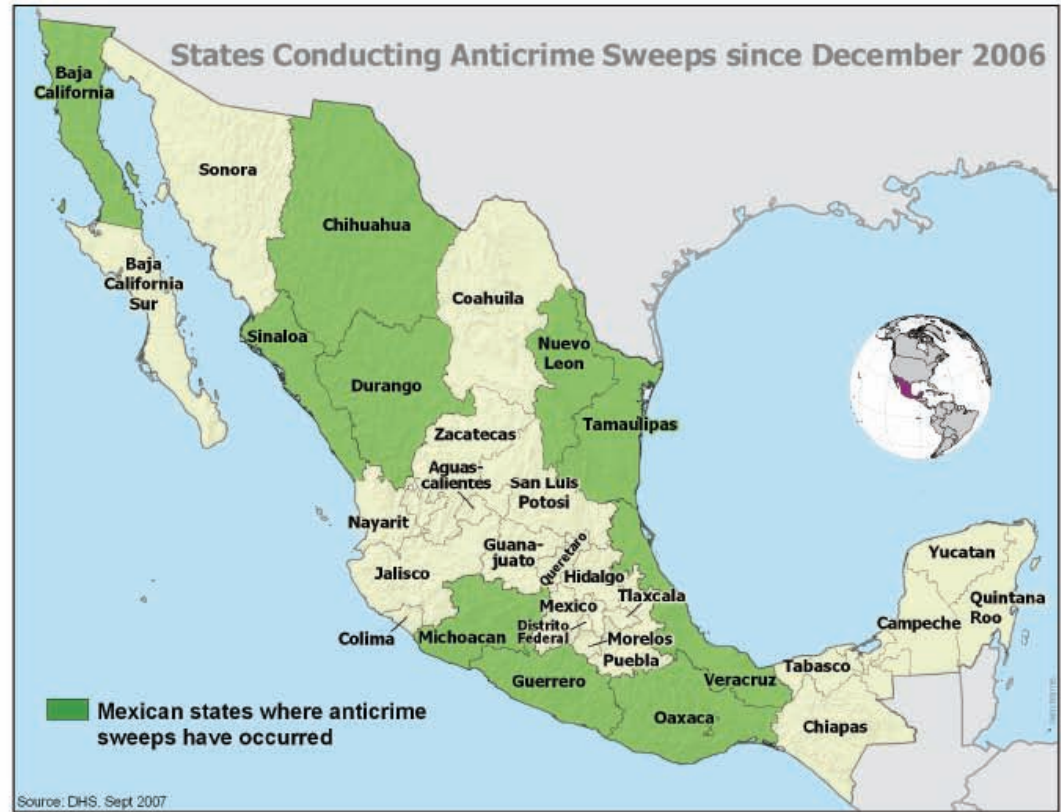 States Conducting Anticrime Sweeps since December 2006
Baja
California
Sonora
Chihuahua
Baja
California
Sur
Coahuila
Sinaloa
Nuevo
Leon
Durango
Tamaulipas
Zacatecas
Aguas-
calientes
San Luis
Potosi
Nayarit
Guana-
juato
Queretaro
Hidalgo
Jalisco
Tlaxcala
Mexico
Distrito
Federal
Colima
Michoacan
Morelos
Puebla
Guerrero
Veracruz
Oaxaca
Yucatan
Quintana
Roo
Campeche
Tabasco
Chiapas
Mexican states where anticrime
sweeps have occurred
Source: DHS, Sept 2007